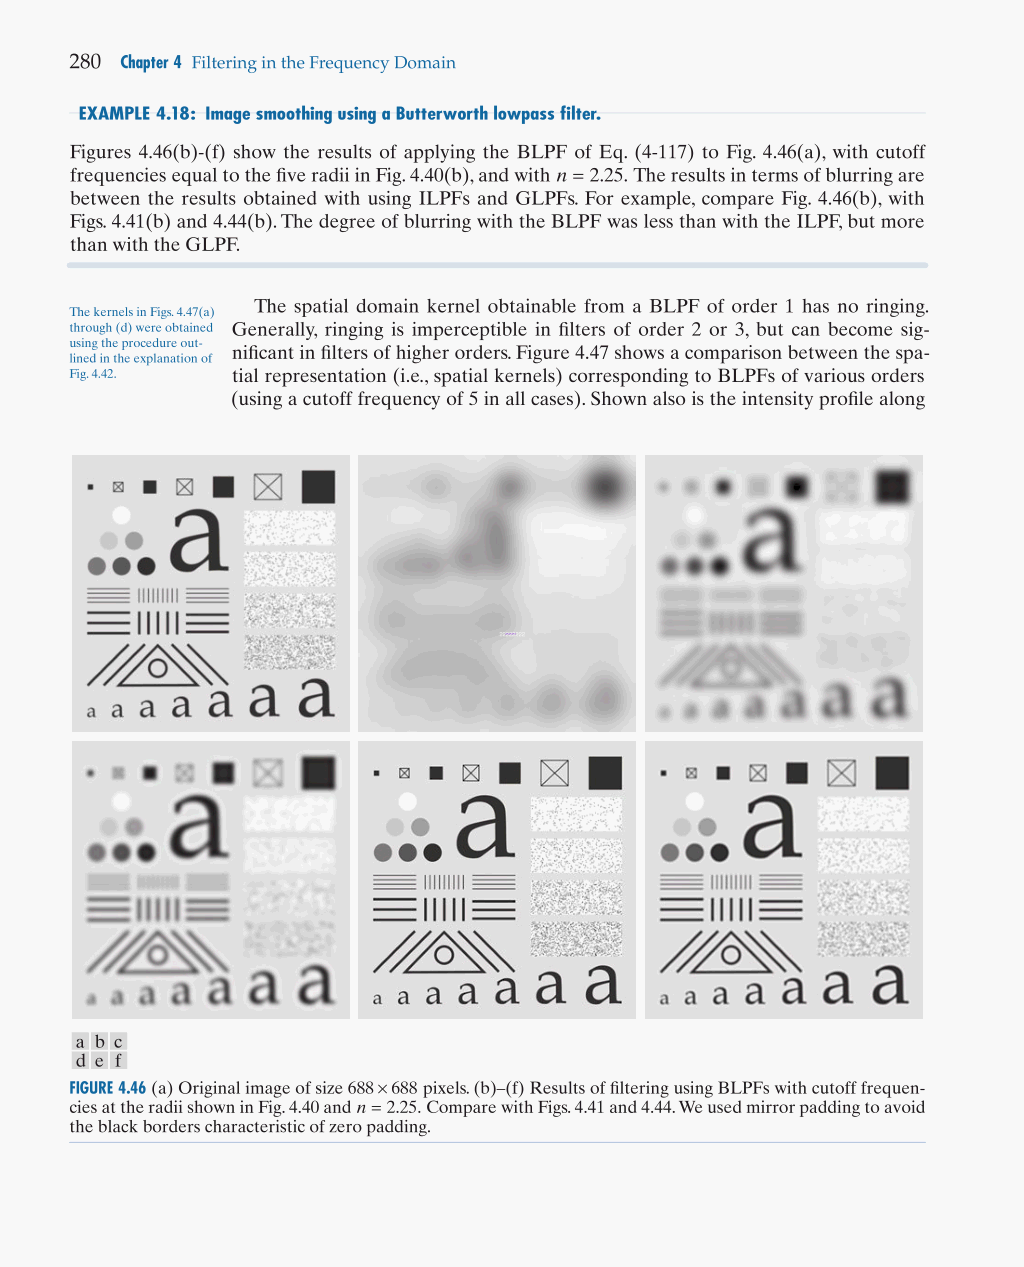 280 Chapter 4 Filtering in the Frequency Domain
EXAMPLE 4.18: Image smoothing using a Butterworth lowpass filter.
Figures 4.46(b)-(f) show the results of applying the BLPF of Eq. (4-117) to Fig. 4.46(a), with cutoff
frequencies equal to the five radii in Fig. 4.40(b), and with n = 2.25. The results in terms of blurring are
between the results obtained with using ILPFs and GLPFs. For example, compare Fig. 4.46(b), with
Figs. 4.41(b) and 4.44(b). The degree of blurring with the BLPF was less than with the ILPF, but more
than with the GLPF.
The kernels in Figs. 4.47(a)
through (d) were obtained
using the procedure out-
lined in the explanation of
Fig. 4.42.
The spatial domain kernel obtainable from a BLPF of order 1 has no ringing.
Generally, ringing is imperceptible in filters of order 2 or 3, but can become sig-
nificant in filters of higher orders. Figure 4.47 shows a comparison between the spa-
tial representation (i.e., spatial kernels) corresponding to BLPFs of various orders
(using a cutoff frequency of 5 in all cases). Shown also is the intensity profile along
a
a a a a a a a
a
a a a a a a a
a
a a a a a a a
a
a a a a a a a
a
a a a a a a a
a b c
d e f
FIGURE 4.46 (a) Original image of size 688 × 688 pixels. (b)–(f) Results of filtering using BLPFs with cutoff frequen-
cies at the radii shown in Fig. 4.40 and n = 2.25. Compare with Figs. 4.41 and 4.44. We used mirror padding to avoid
the black borders characteristic of zero padding.